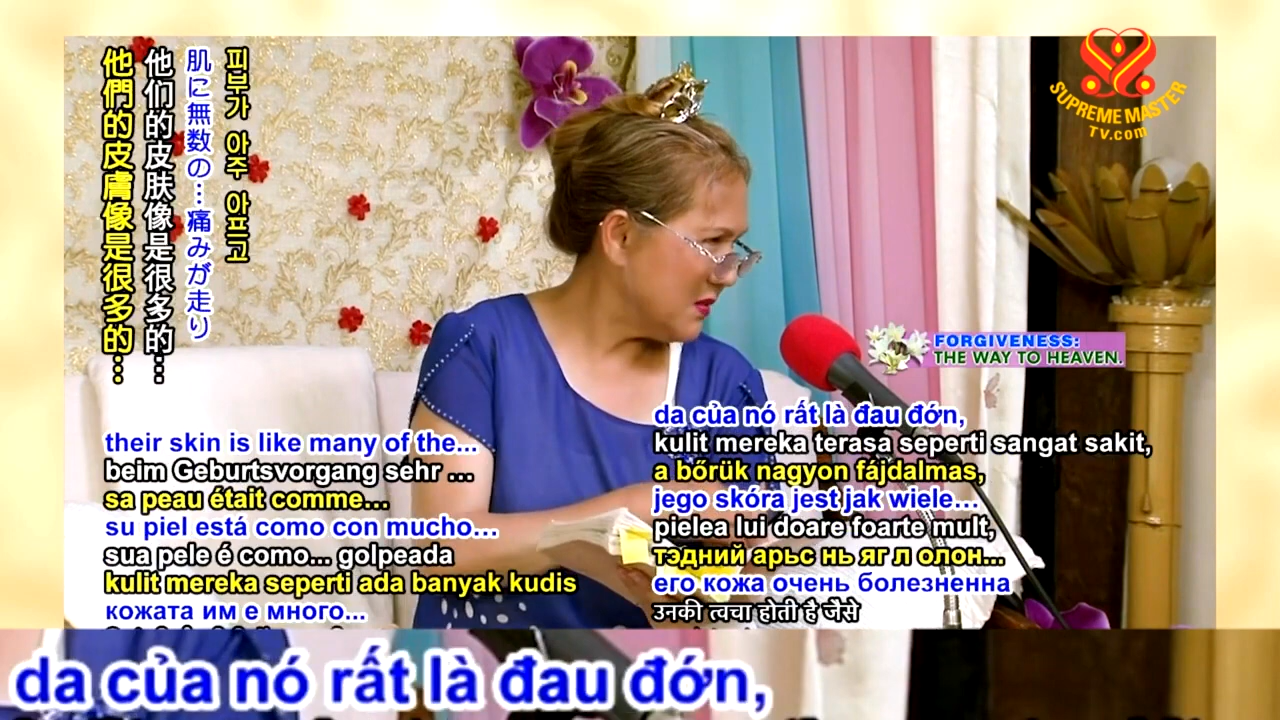 他們的皮膚像是很多的…
他们的皮肤像是很多的…
肌に無数の…痛みが走り
피부가 아주 아프고
SUPREME MASTER
TV.com
FORGIVENESS:
THE WAY TO HEAVEN.
their skin is like many of the...
beim Geburtsvorgang sehr ...
sa peau était comme...
su piel está como con mucho...
sua pele é como... golpeada
kulit mereka seperti ada banyak kudis
кожата им е много...
da của nó rất là đau đớn,
kulit mereka terasa seperti sangat sakit,
a bőrük nagyon fájdalmas,
jego skóra jest jak wiele...
pielea lui doare foarte mult,
тэдний арьс нь яг л олон...
его кожа очень болезненна
उनकी त्वचा होती है जैसे
da của nó rất là đau đớn,